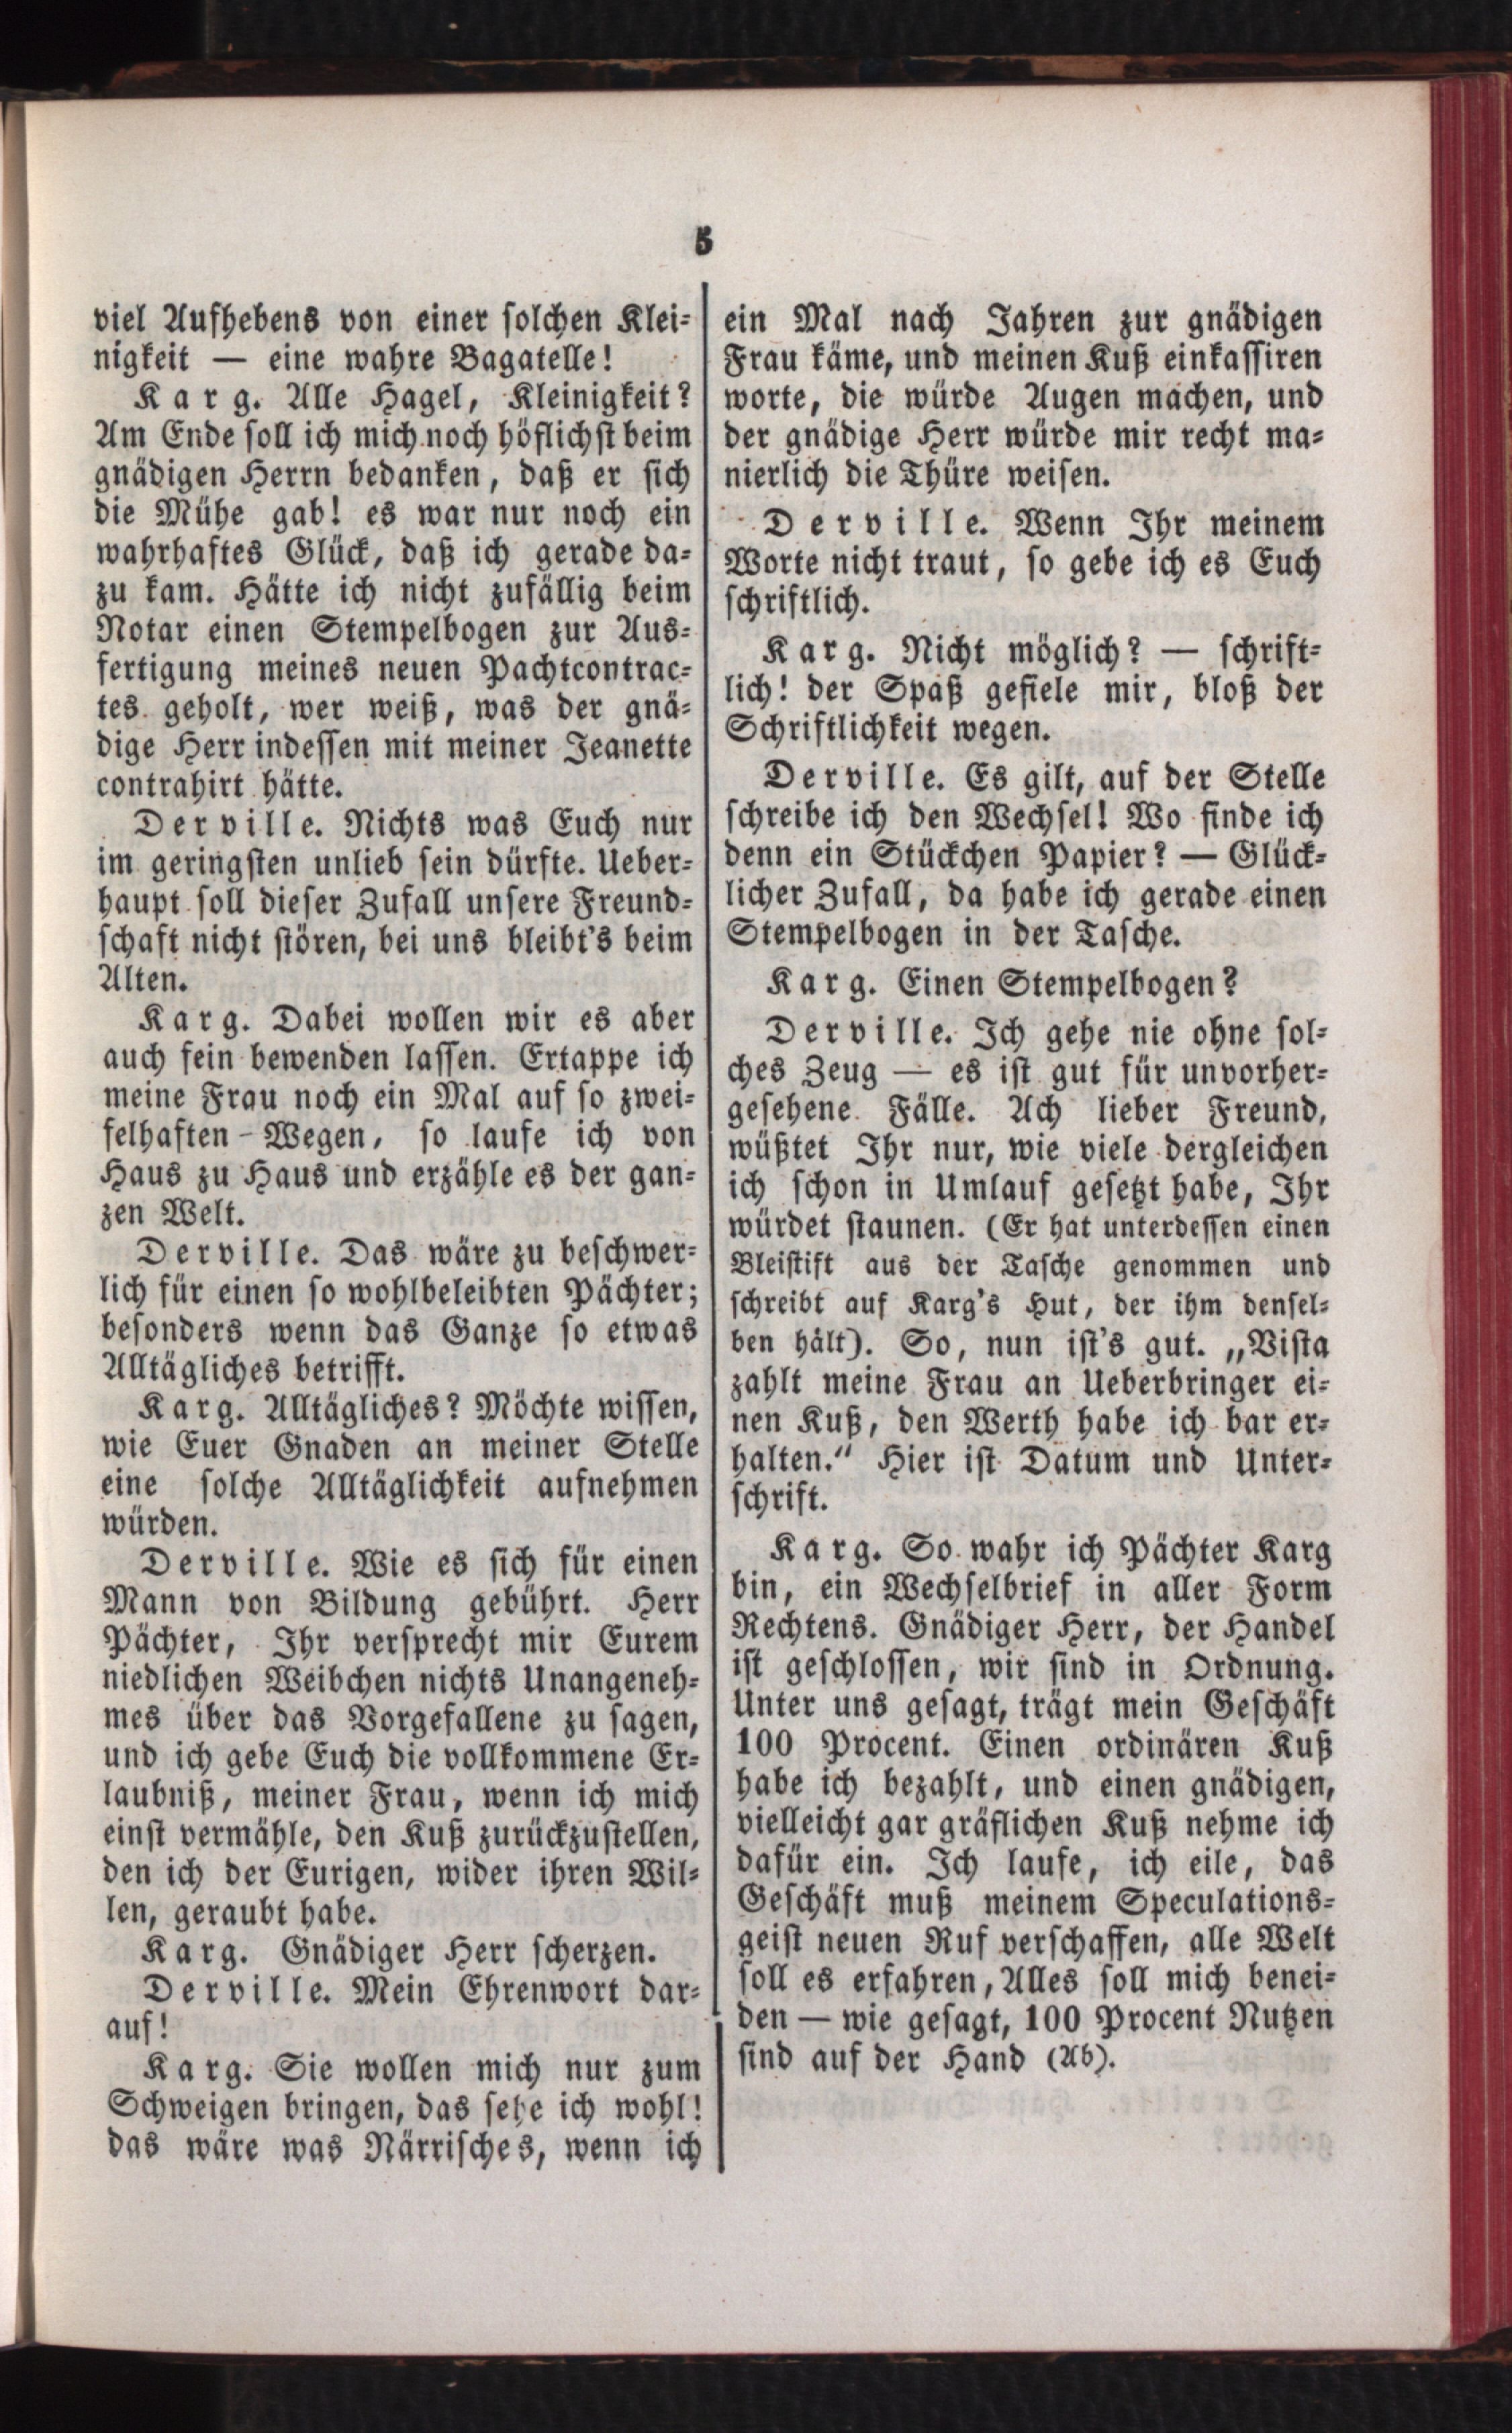 5
viel Aufhebens von einer solchen Klei-
nigkeit — eine wahre Bagatelle!
Karg. Alle Hagel, Kleinigkeit?
Am Ende soll ich mich noch höflichst beim
gnädigen Herrn bedanken, daß er sich
die Mühe gab! es war nur noch ein
wahrhaftes Glück, daß ich gerade da-
zu kam. Hätte ich nicht zufällig beim
Notar einen Stempelbogen zur Aus-
fertigung meines neuen Pachtcontrac-
tes geholt, wer weiß, was der gnä-
dige Herr indessen mit meiner Jeanette
contrahirt hätte.
Derville. Nichts was Euch nur
im geringsten unlieb sein dürfte. Ueber-
haupt soll dieser Zufall unsere Freund-
schaft nicht stören, bei uns bleibt's beim
Alten.
Karg. Dabei wollen wir es aber
auch fein bewenden lassen. Ertappe ich
meine Frau noch ein Mal auf so zwei-
felhaften Wegen, so laufe ich von
Haus zu Haus und erzähle es der gan-
zen Welt.
Derville. Das wäre zu beschwer-
lich für einen so wohlbeleibten Pächter;
besonders wenn das Ganze so etwas
Alltägliches betrifft.
Karg. Alltägliches? Möchte wissen,
wie Euer Gnaden an meiner Stelle
eine solche Alltäglichkeit aufnehmen
würden.
Derville. Wie es sich für einen
Mann von Bildung gebührt. Herr
Pächter, Ihr versprecht mir Eurem
niedlichen Weibchen nichts Unangeneh-
mes über das Vorgefallene zu sagen,
und ich gebe Euch die vollkommene Er-
laubniß, meiner Frau, wenn ich mich
einst vermähle, den Kuß zurückzustellen,
den ich der Eurigen, wider ihren Wil-
len, geraubt habe.
Karg. Gnädiger Herr scherzen.
Derville. Mein Ehrenwort dar-
auf!
Karg. Sie wollen mich nur zum
Schweigen bringen, das sehe ich wohl!
das wäre was Närrisches, wenn ich
ein Mal nach Jahren zur gnädigen
Frau käme, und meinen Kuß einkassiren
worte, die würde Augen machen, und
der gnädige Herr würde mir recht ma-
nierlich die Thüre weisen.
Derville. Wenn Ihr meinem
Worte nicht traut, so gebe ich es Euch
schriftlich.
Karg. Nicht möglich? — schrift-
lich! der Spaß gefiele mir, bloß der
Schriftlichkeit wegen.
Derville. Es gilt, auf der Stelle
schreibe ich den Wechsel! Wo finde ich
denn ein Stückchen Papier? — Glück-
licher Zufall, da habe ich gerade einen
Stempelbogen in der Tasche.
Karg. Einen Stempelbogen?
Derville. Ich gehe nie ohne sol-
ches Zeug — es ist gut für unvorher-
gesehene Fälle. Ach lieber Freund,
wüßtet Ihr nur, wie viele dergleichen
ich schon in Umlauf gesetzt habe, Ihr
würdet staunen. (Er hat unterdessen einen
Bleistift aus der Tasche genommen und
schreibt auf Karg's Hut, der ihm densel-
ben hält). So, nun ist's gut. „Vista
zahlt meine Frau an Ueberbringer ei-
nen Kuß, den Werth habe ich bar er-
halten.“ Hier ist Datum und Unter-
schrift.
Karg. So wahr ich Pächter Karg
bin, ein Wechselbrief in aller Form
Rechtens. Gnädiger Herr, der Handel
ist geschlossen, wir sind in Ordnung.
Unter uns gesagt, trägt mein Geschäft
100 Procent. Einen ordinären Kuß
habe ich bezahlt, und einen gnädigen,
vielleicht gar gräflichen Kuß nehme ich
dafür ein. Ich laufe, ich eile, das
Geschäft muß meinem Speculations-
geist neuen Ruf verschaffen, alle Welt
soll es erfahren, Alles soll mich benei-
den — wie gesagt, 100 Procent Nutzen
sind auf der Hand (Ab).